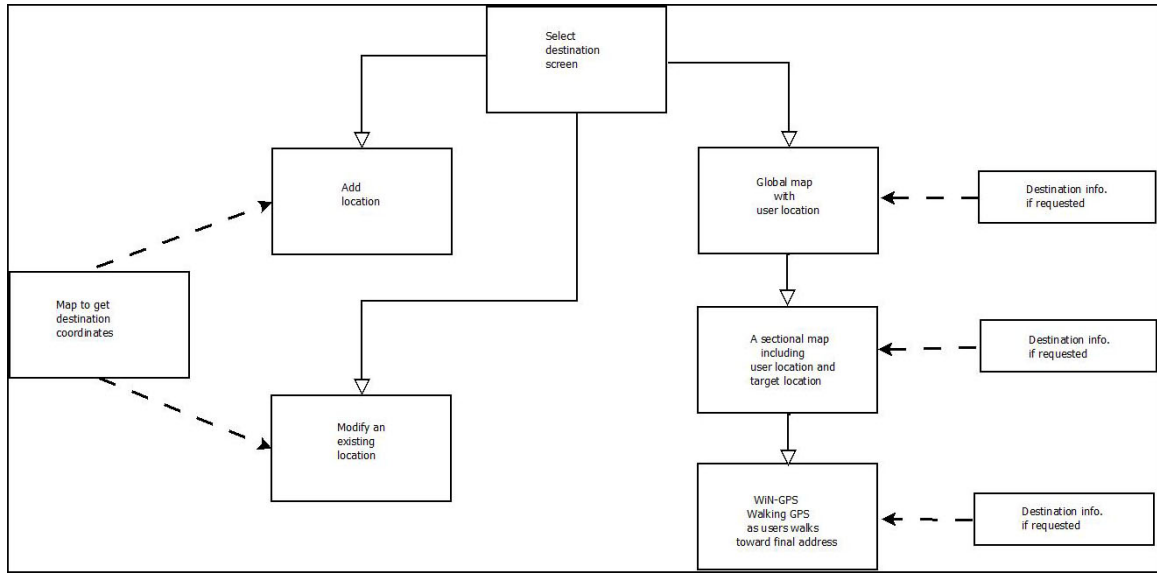 Select
destination
screen
Add
location
Global map
with
user location
Destination info.
if requested
Map to get
destination
coordinates
A sectional map
including
user location and
target location
Destination info.
if requested
Modify an
existing
location
WiN-GPS
Walking GPS
as users walks
toward final address
Destination info.
if requested